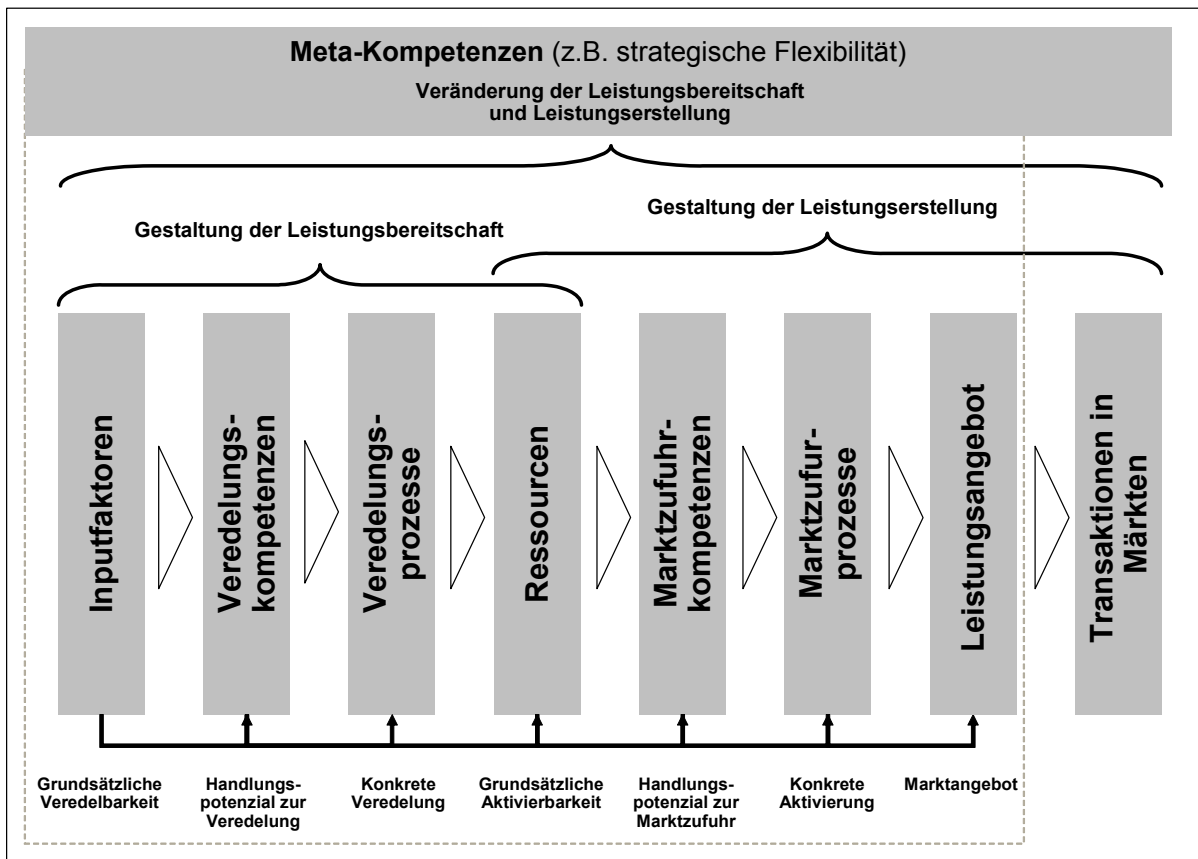 Meta-Kompetenzen (z.B. strategische Flexibilität)
Veränderung der Leistungsbereitschaft
und Leistungserstellung
Gestaltung der Leistungserstellung
Gestaltung der Leistungsbereitschaft
Inputfaktoren
Veredelungs-
kompetenzen
Veredelungs-
prozesse
Ressourcen
Marktzufuhr-
kompetenzen
Marktzufur-
prozesse
Leistungsangebot
Transaktionen in
Märkten
Grundsätzliche
Veredelbarkeit
Handlungs-
potenzial zur
Veredelung
Konkrete
Veredelung
Grundsätzliche
Aktivierbarkeit
Handlungs-
potenzial zur
Marktzufuhr
Konkrete
Aktivierung
Marktangebot